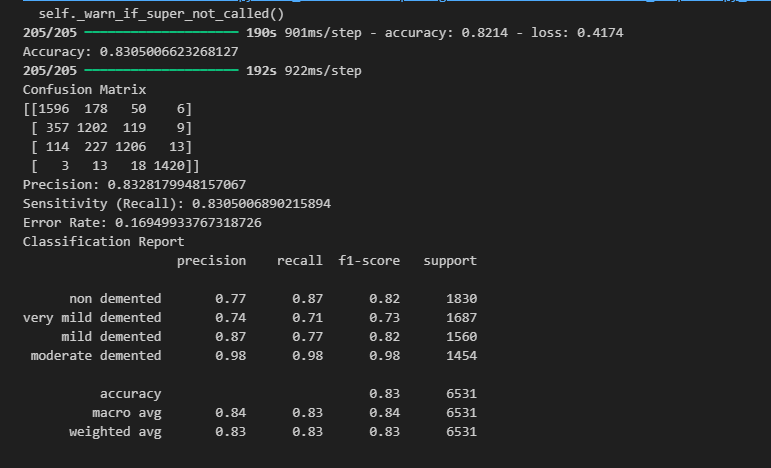 self._warn_if_super_not_called()
205/205 ━━━━━━━━━━━━━━━━━━━━ 190s 901ms/step - accuracy: 0.8214 - loss: 0.4174
Accuracy: 0.8305006623268127
205/205 ━━━━━━━━━━━━━━━━━━━━ 192s 922ms/step
Confusion Matrix
[[1596 178 50 6]
[ 357 1202 119 9]
[ 114 227 1206 13]
[ 3 13 18 1420]]
Precision: 0.8328179948157067
Sensitivity (Recall): 0.8305006890215894
Error Rate: 0.16949933767318726
Classification Report
precision recall f1-score support
non demented 0.77 0.87 0.82 1830
very mild demented 0.74 0.71 0.73 1687
mild demented 0.87 0.77 0.82 1560
moderate demented 0.98 0.98 0.98 1454
accuracy 0.83 6531
macro avg 0.84 0.83 0.84 6531
weighted avg 0.83 0.83 0.83 6531